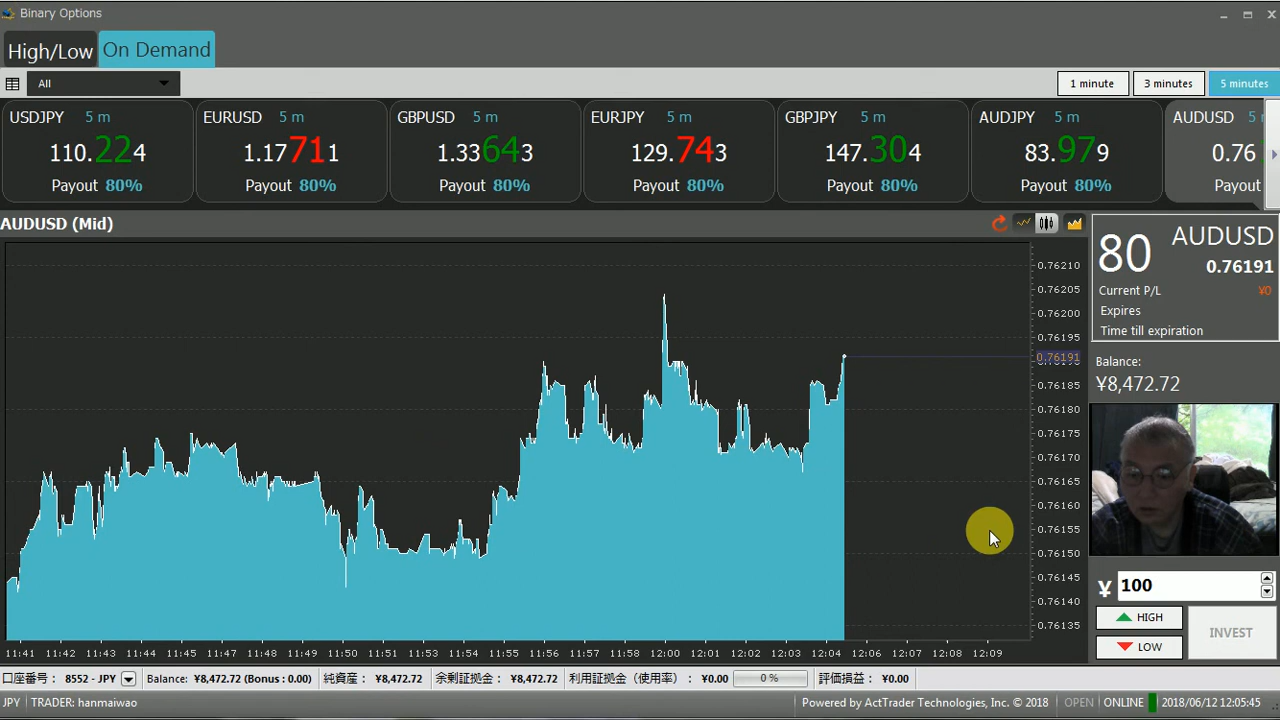 Binary Options
High/Low On Demand
All 1 minute 3 minutes 5 minutes
USDJPY 5 m EURUSD 5 m GBPUSD 5 m EURJPY 5 m GBPJPY 5 m AUDJPY 5 m AUDUSD 5
110.224 1.17711 1.33643 129.743 147.304 83.979 0.76
Payout 80% Payout 80% Payout 80% Payout 80% Payout 80% Payout 80% Payout
AUDUSD (Mid)
80 AUDUSD
0.76191
Current P/L ¥0
Expires
Time till expiration
Balance:
¥8,472.72
0.76210
0.76205
0.76200
0.76195
0.76191
0.76185
0.76180
0.76175
0.76170
0.76165
0.76160
0.76155
0.76150
0.76145
0.76140
0.76135
¥ 100
HIGH
LOW
INVEST
11:41 11:42 11:43 11:44 11:45 11:46 11:47 11:48 11:49 11:50 11:51 11:52 11:53 11:54 11:55 11:56 11:57 11:58 11:59 12:00 12:01 12:02 12:03 12:04 12:06 12:07 12:08 12:09
口座番号： 8552 - JPY Balance: ¥8,472.72 (Bonus : 0.00) 純資産： ¥8,472.72 余剰証拠金： ¥8,472.72 利用証拠金（使用率）： ¥0.00 0 % 評価損益： ¥0.00
JPY TRADER: hanmaiwao Powered by ActTrader Technologies, Inc. © 2018 OPEN ONLINE 2018/06/12 12:05:45